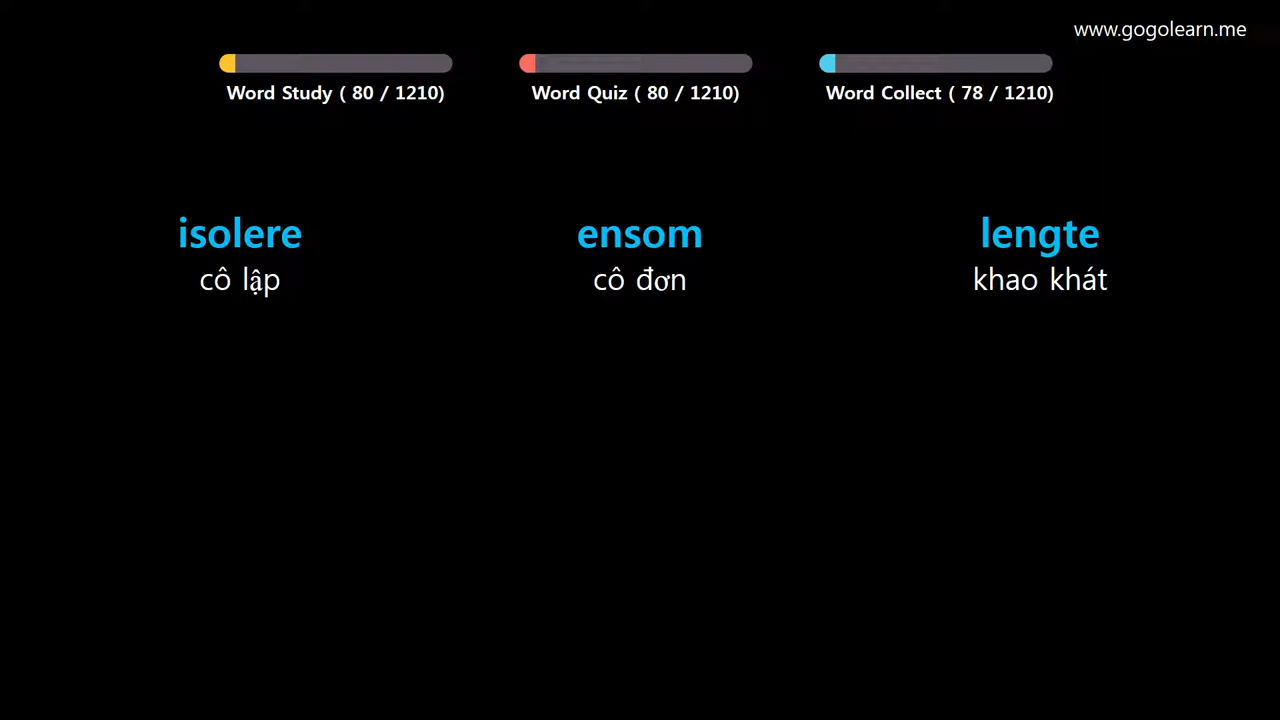 www.gogolearn.me
Word Study ( 80 / 1210)
Word Quiz ( 80 / 1210)
Word Collect ( 78 / 1210)
isolere
cô lập
ensom
cô đơn
lengte
khao khát